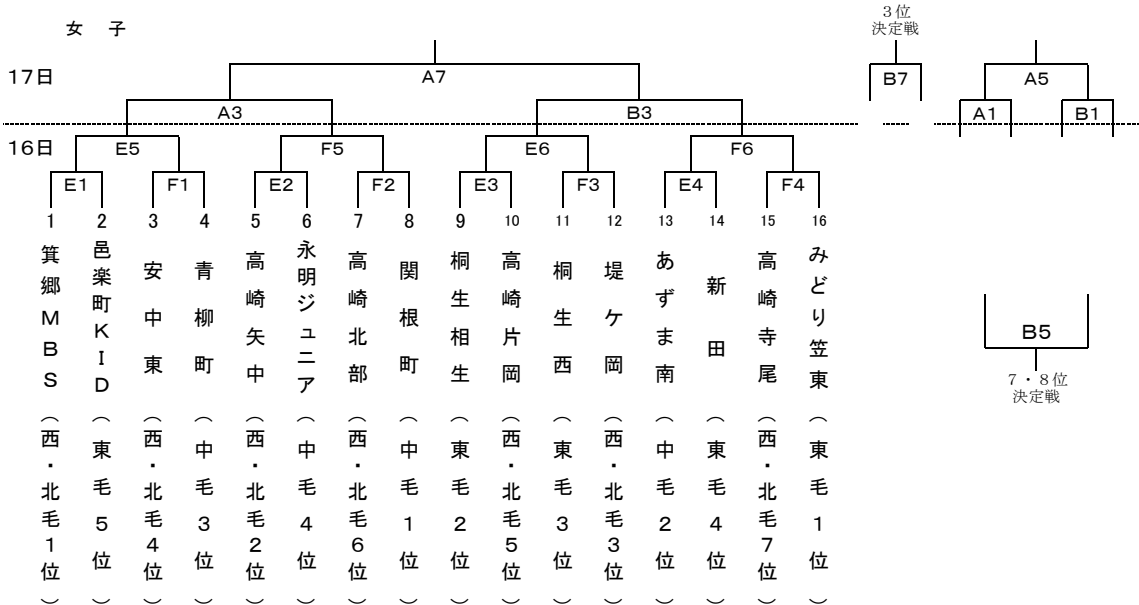 女 子
3位
決定戦
17日
A7
B7
A5
A3
B3
A1
B1
16日
E5
F5
E6
F6
E1
F1
E2
F2
E3
F3
E4
F4
1
2
3
4
5
6
7
8
9
10
11
12
13
14
15
16
箕郷MBS(西・北毛1位)
邑楽町KID(東毛5位)
安中東(西・北毛4位)
青柳町(中毛3位)
高崎矢中(西・北毛2位)
永明ジュニア(中毛4位)
高崎北部(西・北毛6位)
関根町(中毛1位)
桐生相生(東毛2位)
高崎片岡(西・北毛5位)
桐生西(東毛3位)
堤ケ岡(西・北毛3位)
あずま南(中毛2位)
新田(東毛4位)
高崎寺尾(西・北毛7位)
みどり笠東(東毛1位)
B5
7・8位
決定戦